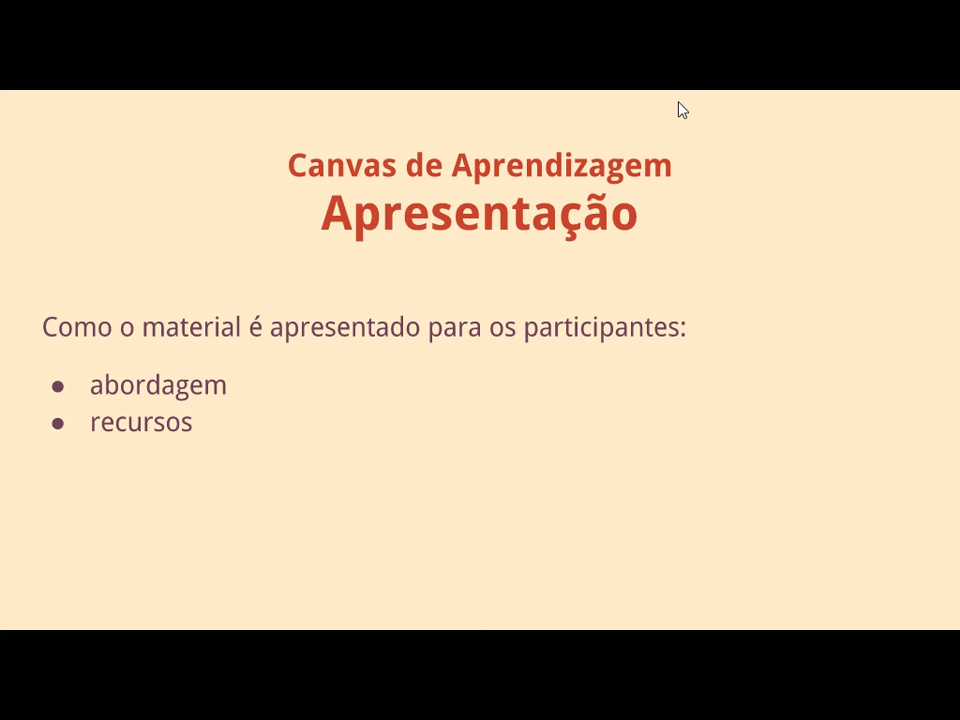 Canvas de Aprendizagem
Apresentação
Como o material é apresentado para os participantes:
● abordagem
● recursos